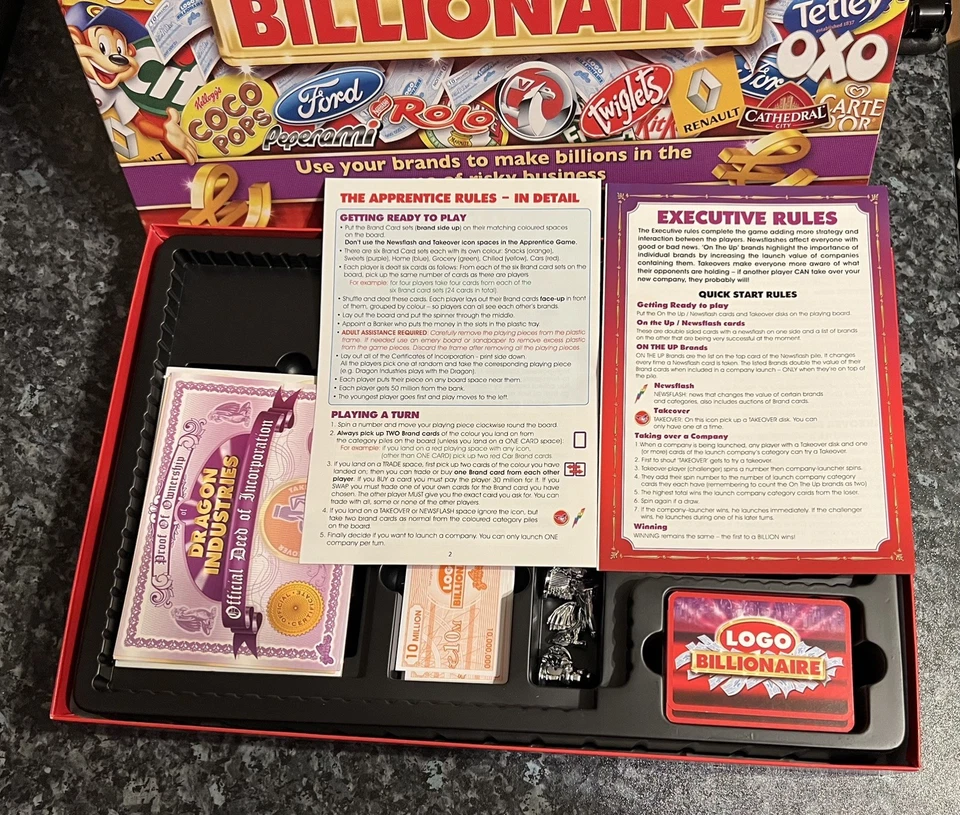 BILLIONAIRE
Tetley
OXO
Kellogg's
COCO
POPS
Ford
Peperami
Rolo
Twiglets
RENAULT
CATHEDRAL
CITY
CARTE
D'OR
Use your brands to make billions in the
risky business
THE APPRENTICE RULES – IN DETAIL
GETTING READY TO PLAY
• Put the Brand Card sets (brand side up) on their matching coloured spaces
on the board.
Don't use the Newsflash and Takeover icon spaces in the Apprentice Game.
• There are six Brand Card sets each with its own colour: Snacks (orange),
Sweets (purple), Home (blue), Grocery (green), Chilled (yellow), Cars (red).
• Each player is dealt six cards as follows: From each of the six Brand card sets on the
board, pick up the same number of cards as there are players.
For example: for four players take four cards from each of the
six Brand card sets (24 cards in total).
• Shuffle and deal these cards. Each player lays out their Brand cards face-up in front
of them, grouped by colour – so players can all see each other's brands.
• Lay out the board and put the spinner through the middle.
• Appoint a Banker who puts the money in the slots in the plastic tray
• ADULT ASSISTANCE REQUIRED: Carefully remove the playing pieces from the plastic
frame. If needed use an emery board or sandpaper to remove excess plastic
from the game pieces. Discard the frame after removing all the playing pieces.
• Lay out all of the Certificates of incorporation - print side down.
All the players pick one at random and take the corresponding playing piece
(e.g. Dragon Industries plays with the Dragon).
• Each player puts their piece on any board space near them.
• Each player gets 50 million from the bank.
• The youngest player goes first and play moves to the left.
PLAYING A TURN
1. Spin a number and move your playing piece clockwise round the board.
2. Always pick up TWO Brand cards of the colour you land on from
the category piles on the board (unless you land on a ONE CARD space):
For example: if you land on a red playing space with any icon,
(other than ONE CARD) pick up two red Car Brand cards.
3. If you land on a TRADE space, first pick up two cards of the colour you have
landed on; then you can trade or buy one Brand card from each other
player. If you BUY a card you must pay the player 30 million for it. If you
SWAP you must trade one of your own cards for the Brand card you have
chosen. The other player MUST give you the exact card you ask for. You can
trade with all, some or none of the other players.
4. If you land on a TAKEOVER or NEWSFLASH space ignore the icon, but
take two brand cards as normal from the coloured category piles
on the board.
5. Finally decide if you want to launch a company. You can only launch ONE
company per turn.
2
EXECUTIVE RULES
The Executive rules complete the game adding more strategy and
interaction between the players. Newsflashes affect everyone with
good or bad news. 'On The Up' brands highlight the importance of
individual brands by increasing the launch value of companies
containing them. Takeovers make everyone more aware of what
their opponents are holding – if another player CAN take over your
new company, they probably will!
QUICK START RULES
Getting Ready to play
Put the On the Up / Newsflash cards and Takeover disks on the playing board.
On the Up / Newsflash cards
These are double sided cards with a newsflash on one side and a list of brands
on the other that are being very successful at the moment.
ON THE UP Brands
ON THE UP Brands are the list on the top card of the Newsflash pile. It changes
every time a Newsflash card is taken. The listed Brands double the value of their
Brand cards when included in a company launch – ONLY when they're on top of
the pile.
Newsflash
NEWSFLASH: news that changes the value of certain brands
and categories, also includes auctions of Brand cards.
Takeover
TAKEOVER: On this icon pick up a TAKEOVER disk. You can
only have one at a time.
Taking over a Company
1. When a company is being launched, any player with a Takeover disk and one
(or more) cards of the launch company's category can try a Takeover.
2. First to shout 'TAKEOVER' gets to try a takeover.
3. Takeover player (challenger) spins a number then company-launcher spins.
4. They add their spin number to the number of launch company category
cards they each have (remembering to count the On The Up brands as two)
5. The highest total wins the launch company category cards from the loser.
6. Spin again if a draw.
7. If the company-launcher wins, he launches immediately. If the challenger
wins, he launches during one of his later turns.
Winning
WINNING remains the same – the first to a BILLION wins!
Proof of Ownership
of
DRAGON
INDUSTRIES
Official Deed of Incorporation
OFFICIAL
CERTIFICATE
10 MILLION
10M
10,000,000
LOGO
BILLIONAIRE